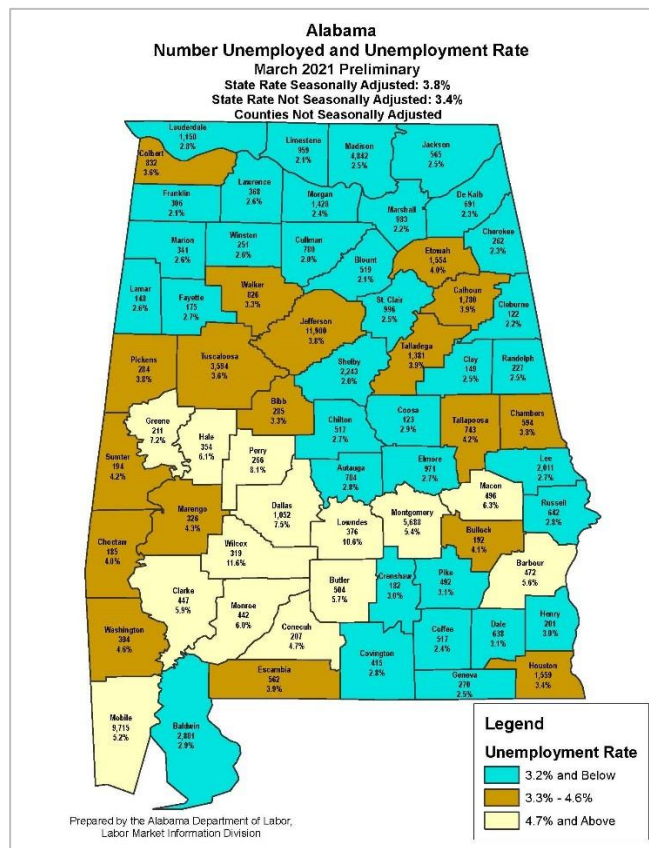 Alabama
Number Unemployed and Unemployment Rate
March 2021 Preliminary
State Rate Seasonally Adjusted: 3.8%
State Rate Not Seasonally Adjusted: 3.4%
Counties Not Seasonally Adjusted
Lauderdale
1,150
2.8%
Limestone
959
2.1%
Madison
4,842
2.5%
Jackson
565
2.5%
Colbert
832
3.6%
Franklin
306
2.1%
Lawrence
368
2.6%
Morgan
1,428
2.4%
Marshall
983
2.2%
De Kalb
691
2.3%
Cherokee
262
2.3%
Marion
341
2.6%
Winston
251
2.6%
Cullman
780
2.0%
Blount
519
2.1%
Etowah
1,554
4.0%
Lamar
148
2.6%
Fayette
175
2.7%
Walker
826
3.3%
Jefferson
11,900
3.8%
St. Clair
996
2.5%
Calhoun
1,780
3.9%
Cleburne
122
2.2%
Pickens
284
3.8%
Tuscaloosa
3,594
3.6%
Shelby
2,243
2.0%
Talladega
1,381
3.9%
Clay
149
2.5%
Randolph
227
2.5%
Bibb
285
3.3%
Greene
211
7.2%
Hale
354
6.1%
Perry
266
8.1%
Chilton
517
2.7%
Coosa
123
2.9%
Tallapoosa
743
4.2%
Chambers
594
3.8%
Sumter
194
4.2%
Marengo
326
4.3%
Dallas
1,052
7.5%
Autauga
704
2.8%
Elmore
971
2.7%
Macon
496
6.3%
Lee
2,011
2.7%
Russell
642
2.8%
Choctaw
185
4.0%
Wilcox
319
11.6%
Lowndes
376
10.6%
Montgomery
5,688
5.4%
Bullock
192
4.1%
Barbour
472
5.6%
Clarke
447
5.9%
Monroe
442
6.0%
Butler
504
5.7%
Crenshaw
182
3.0%
Pike
492
3.1%
Conecuh
207
4.7%
Coffee
517
2.4%
Dale
638
3.1%
Henry
201
3.0%
Washington
304
4.6%
Escambia
562
3.9%
Covington
415
2.8%
Geneva
270
2.5%
Houston
1,559
3.4%
Mobile
9,715
5.2%
Baldwin
2,9%
Legend
Unemployment Rate
3.2% and Below
3.3% - 4.6%
4.7% and Above
Prepared by the Alabama Department of Labor,
Labor Market Information Division